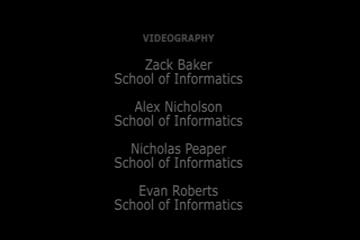 VIDEOGRAPHY
Zack Baker
School of Informatics
Alex Nicholson
School of Informatics
Nicholas Peaper
School of Informatics
Evan Roberts
School of Informatics